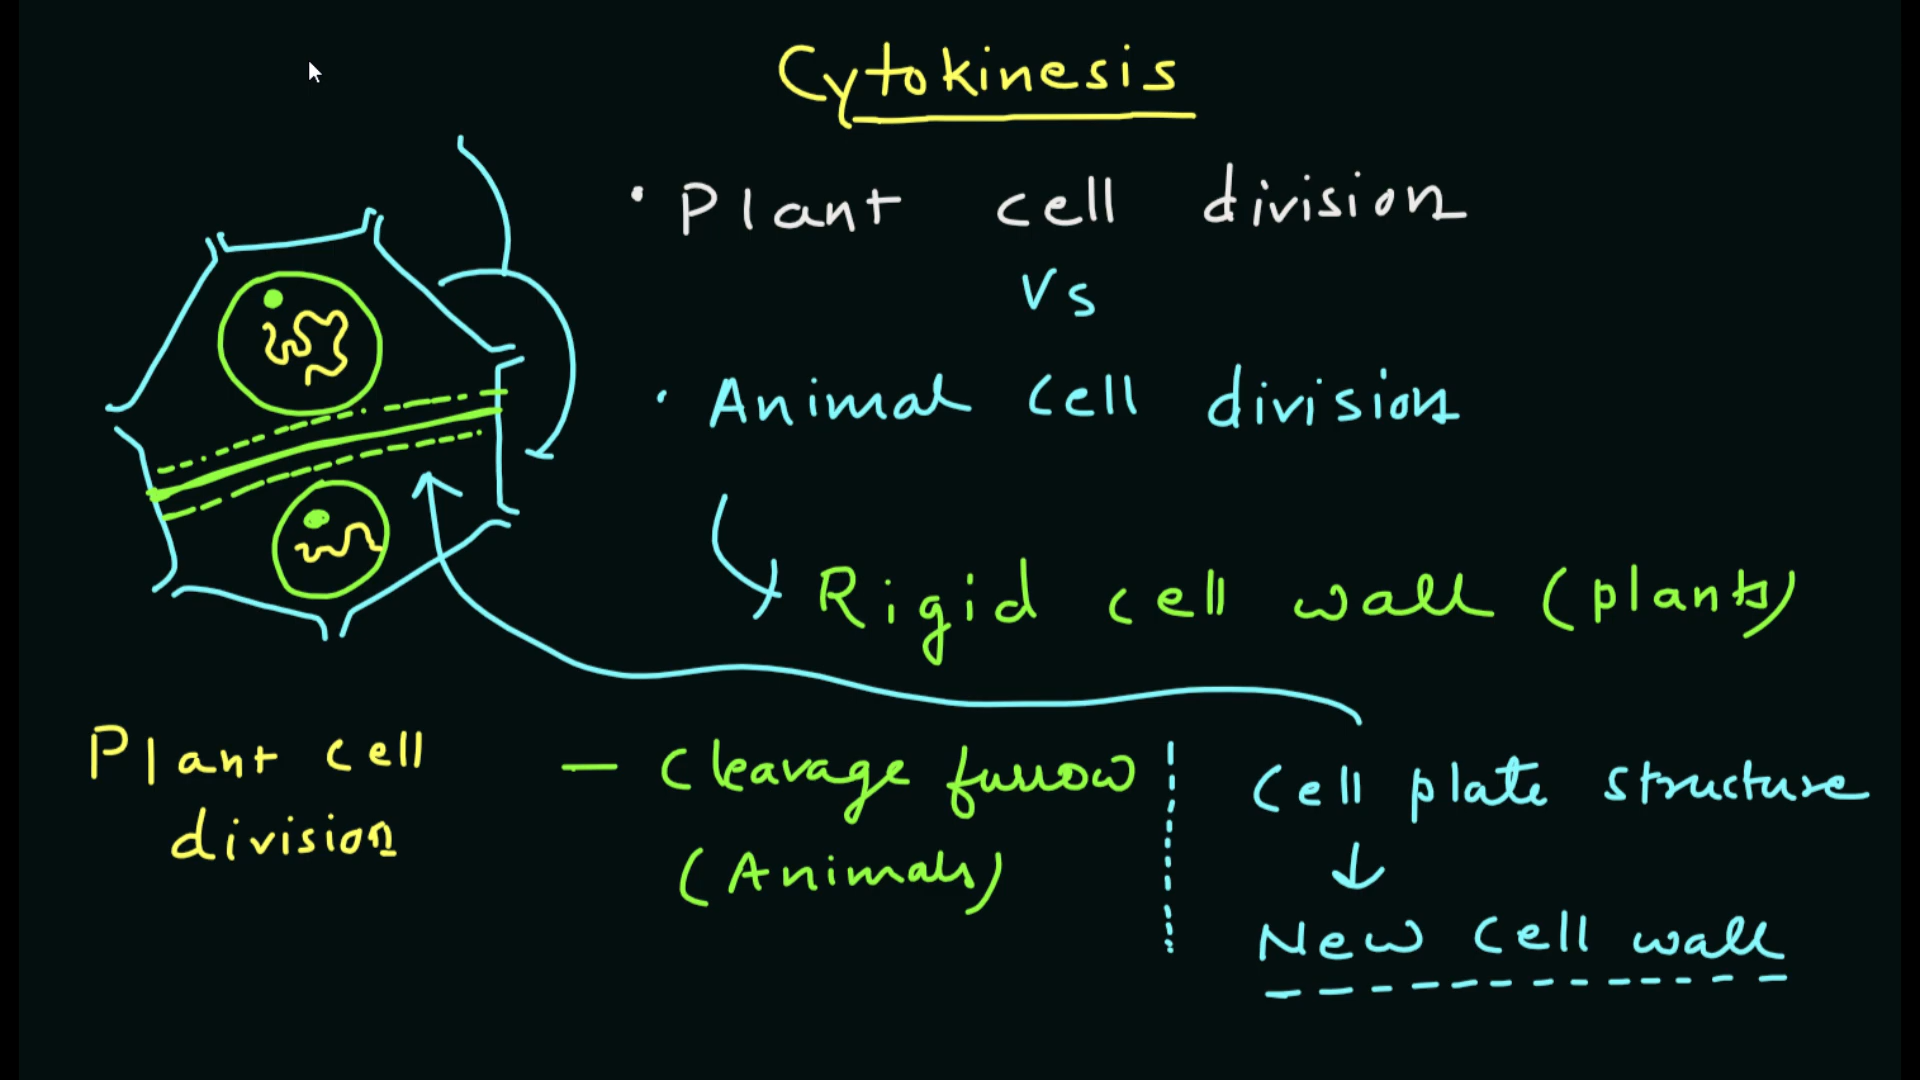 Cytokinesis
• Plant cell division
Vs
• Animal cell division
Rigid cell wall (plants)
Plant cell
division
– Cleavage furrow
(Animals)
Cell plate structure
↓
New cell wall